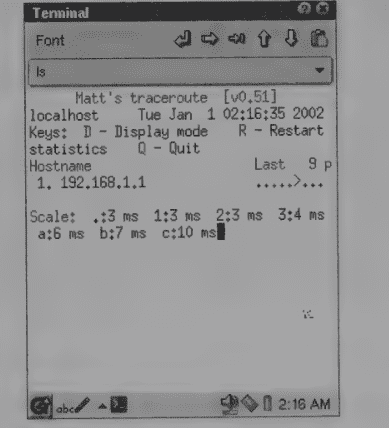 Terminal
Font
ls
Matt's traceroute [v0.51]
localhost Tue Jan 1 02:16:35 2002
Keys: D - Display mode R - Restart
statistics Q - Quit
Hostname Last 9 p
1. 192.168.1.1 .....>...
Scale: .:3 ms 1:3 ms 2:3 ms 3:4 ms
a:6 ms b:7 ms c:10 ms
abc 2:16 AM